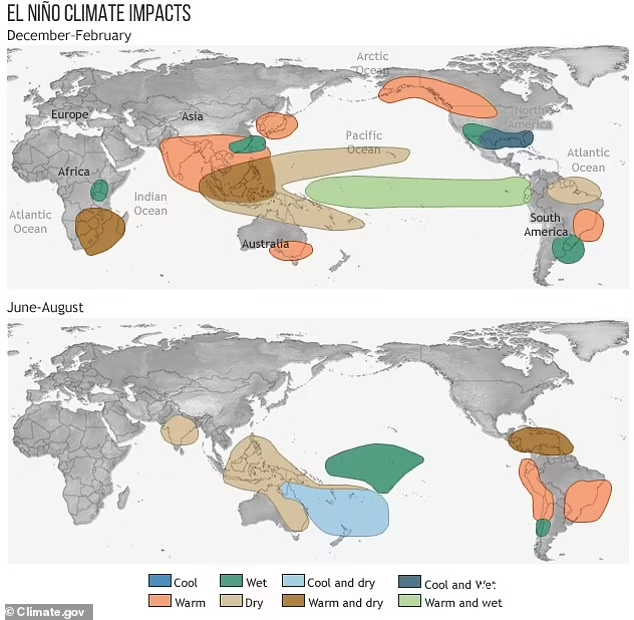 EL NIÑO CLIMATE IMPACTS
December-February
Arctic
Ocean
North
America
Europe
Asia
Pacific
Ocean
Africa
Atlantic
Ocean
Indian
Ocean
Atlantic
Ocean
South
America
Australia
June-August
Cool
Wet
Cool and dry
Cool and Wet
Warm
Dry
Warm and dry
Warm and wet
© Climate.gov